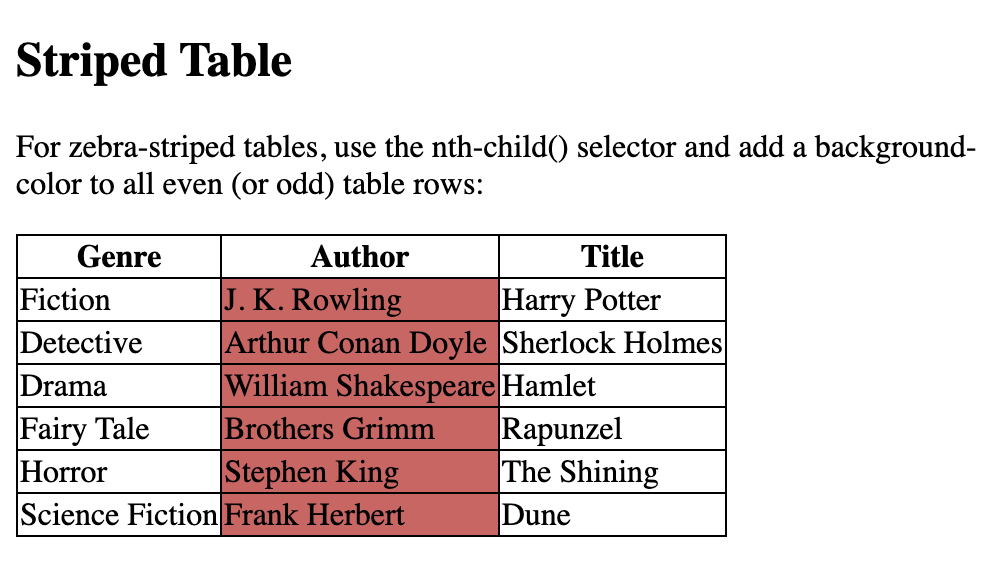 Striped Table
For zebra-striped tables, use the nth-child() selector and add a background-
color to all even (or odd) table rows:
Genre Author Title
Fiction J. K. Rowling Harry Potter
Detective Arthur Conan Doyle Sherlock Holmes
Drama William Shakespeare Hamlet
Fairy Tale Brothers Grimm Rapunzel
Horror Stephen King The Shining
Science Fiction Frank Herbert Dune